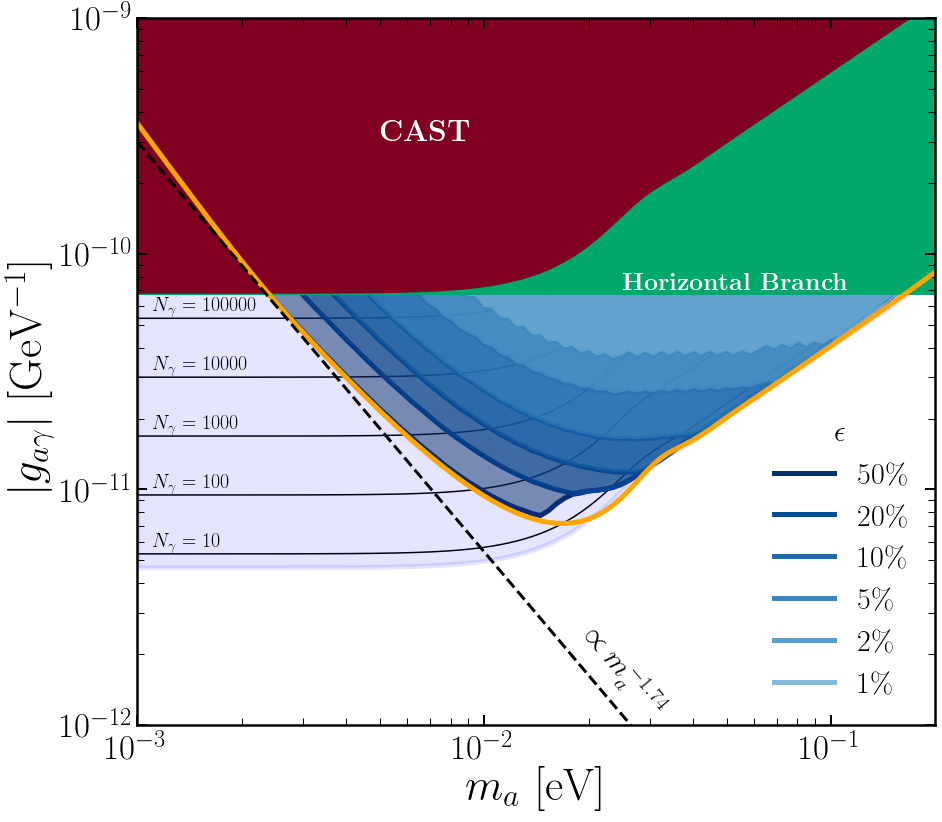 10⁻⁹
10⁻¹⁰
10⁻¹¹
10⁻¹²
|g_{aγ}| [GeV⁻¹]
CAST
Horizontal Branch
N_γ = 100000
N_γ = 10000
N_γ = 1000
N_γ = 100
N_γ = 10
∝ m_a^{−1.74}
ϵ
50%
20%
10%
5%
2%
1%
10⁻³
10⁻²
10⁻¹
m_a [eV]